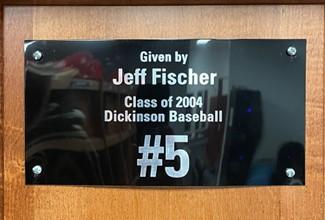 Given by
Jeff Fischer
Class of 2004
Dickinson Baseball
#5